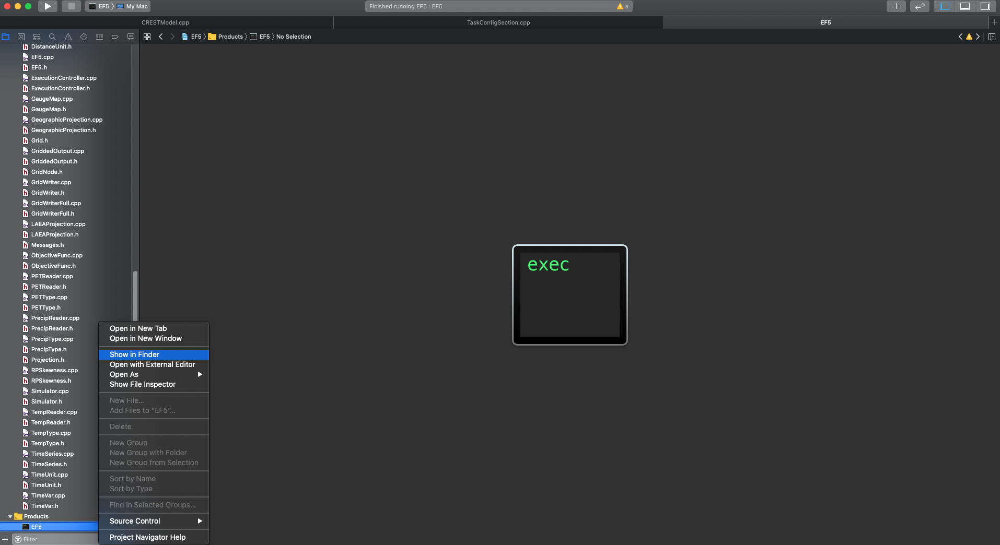 EF5 〉 My Mac
Finished running EF5 : EF5
3
CRESTModel.cpp
TaskConfigSection.cpp
EF5
EF5 〉 Products 〉 EF5 〉 No Selection
DistanceUnit.h
EF5.cpp
EF5.h
ExecutionController.cpp
ExecutionController.h
GaugeMap.cpp
GaugeMap.h
GeographicProjection.cpp
GeographicProjection.h
Grid.h
GriddedOutput.cpp
GriddedOutput.h
GridNode.h
GridWriter.cpp
GridWriter.h
GridWriterFull.cpp
GridWriterFull.h
LAEAProjection.cpp
LAEAProjection.h
Messages.h
ObjectiveFunc.cpp
ObjectiveFunc.h
PETReader.cpp
PETReader.h
PETType.cpp
PETType.h
PrecipReader.cpp
PrecipReader.h
PrecipType.cpp
PrecipType.h
Projection.h
RPSkewness.cpp
RPSkewness.h
Simulator.cpp
Simulator.h
TempReader.cpp
TempReader.h
TempType.cpp
TempType.h
TimeSeries.cpp
TimeSeries.h
TimeUnit.cpp
TimeUnit.h
TimeVar.cpp
TimeVar.h
Products
EF5
Filter
Open in New Tab
Open in New Window
Show in Finder
Open with External Editor
Open As
Show File Inspector
New File...
Add Files to “EF5”...
Delete
New Group
New Group with Folder
New Group from Selection
Sort by Name
Sort by Type
Find in Selected Groups...
Source Control
Project Navigator Help
exec